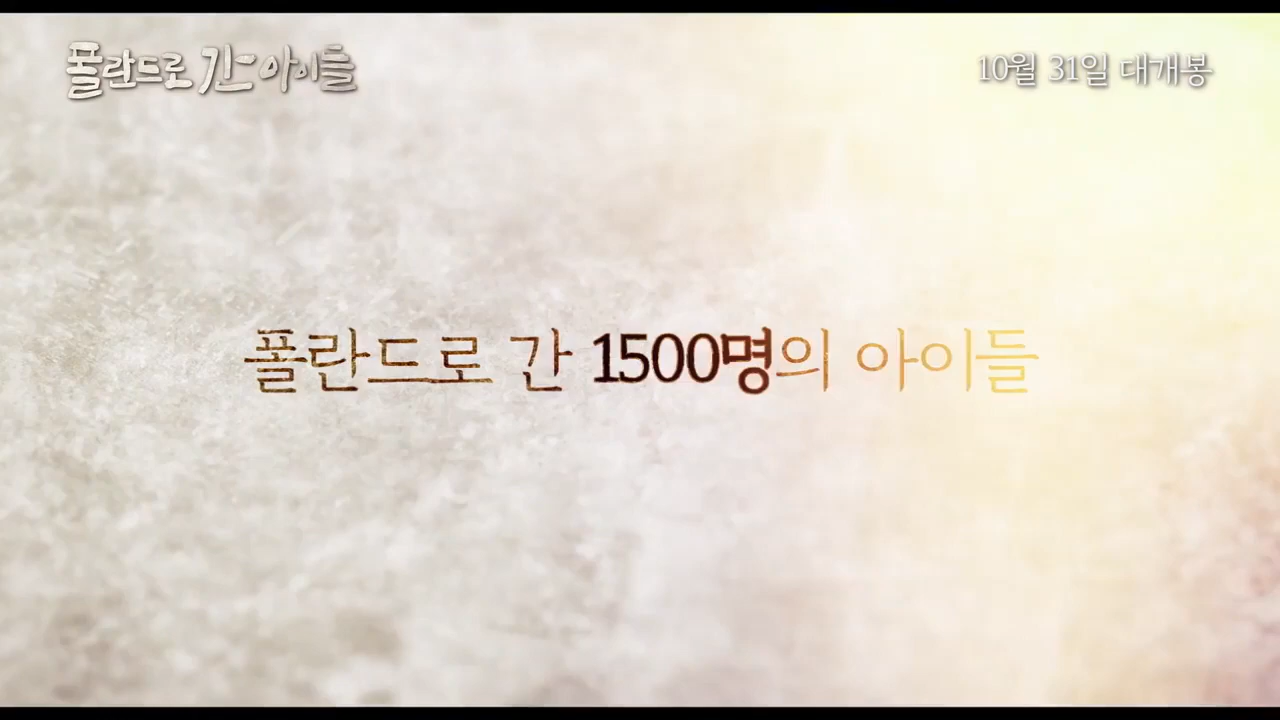 폴란드로 간 아이들
10월 31일 대개봉
폴란드로 간 1500명의 아이들